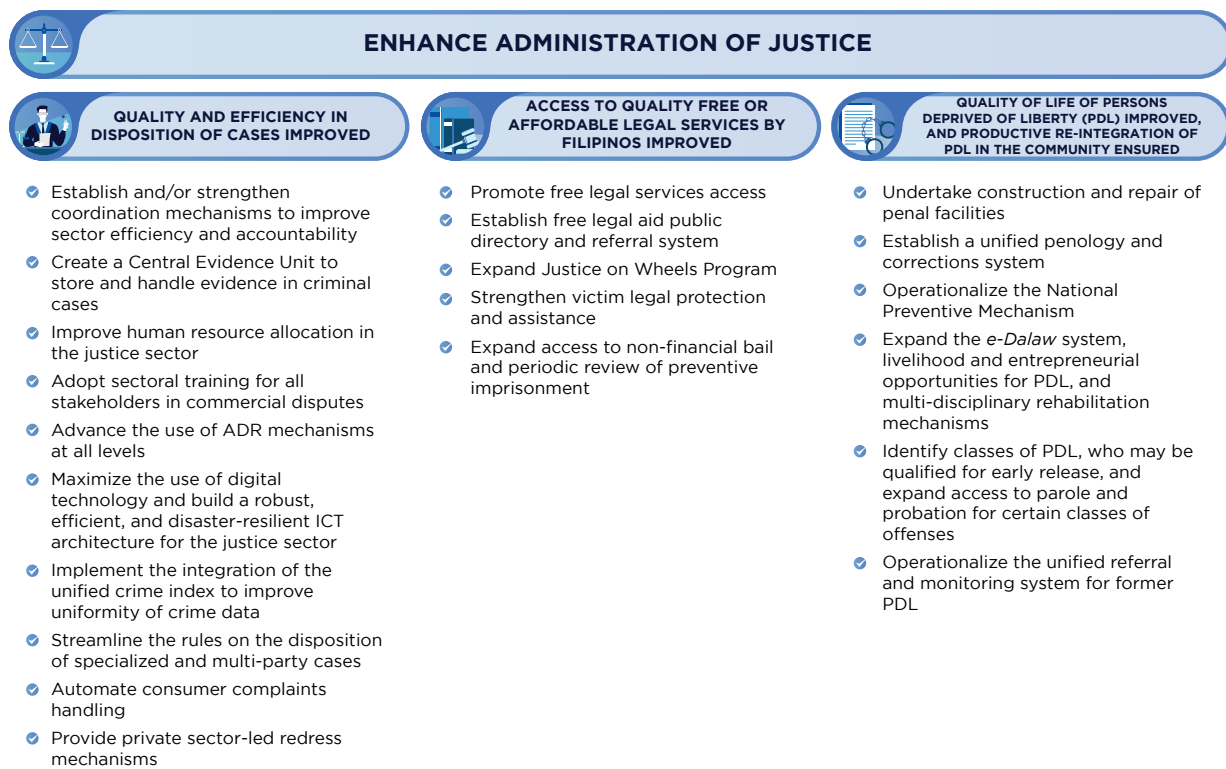 ENHANCE ADMINISTRATION OF JUSTICE
QUALITY AND EFFICIENCY IN
DISPOSITION OF CASES IMPROVED
Establish and/or strengthen
coordination mechanisms to improve
sector efficiency and accountability
Create a Central Evidence Unit to
store and handle evidence in criminal
cases
Improve human resource allocation in
the justice sector
Adopt sectoral training for all
stakeholders in commercial disputes
Advance the use of ADR mechanisms
at all levels
Maximize the use of digital
technology and build a robust,
efficient, and disaster-resilient ICT
architecture for the justice sector
Implement the integration of the
unified crime index to improve
uniformity of crime data
Streamline the rules on the disposition
of specialized and multi-party cases
Automate consumer complaints
handling
Provide private sector-led redress
mechanisms
ACCESS TO QUALITY FREE OR
AFFORDABLE LEGAL SERVICES BY
FILIPINOS IMPROVED
Promote free legal services access
Establish free legal aid public
directory and referral system
Expand Justice on Wheels Program
Strengthen victim legal protection
and assistance
Expand access to non-financial bail
and periodic review of preventive
imprisonment
QUALITY OF LIFE OF PERSONS
DEPRIVED OF LIBERTY (PDL) IMPROVED,
AND PRODUCTIVE RE-INTEGRATION OF
PDL IN THE COMMUNITY ENSURED
Undertake construction and repair of
penal facilities
Establish a unified penology and
corrections system
Operationalize the National
Preventive Mechanism
Expand the e-Dalaw system,
livelihood and entrepreneurial
opportunities for PDL, and
multi-disciplinary rehabilitation
mechanisms
Identify classes of PDL, who may be
qualified for early release, and
expand access to parole and
probation for certain classes of
offenses
Operationalize the unified referral
and monitoring system for former
PDL